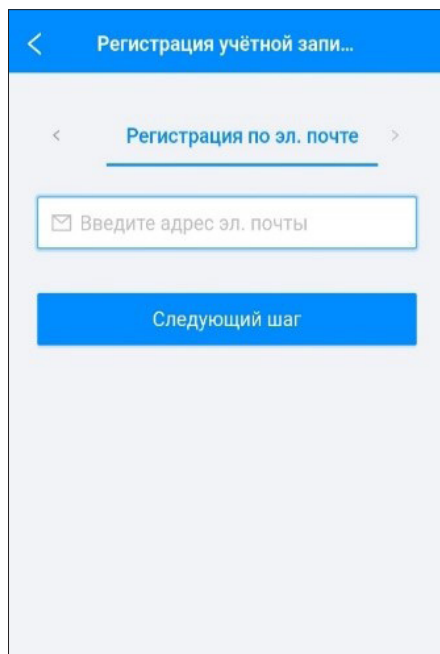 Регистрация учётной запи...
Регистрация по эл. почте
Введите адрес эл. почты
Следующий шаг